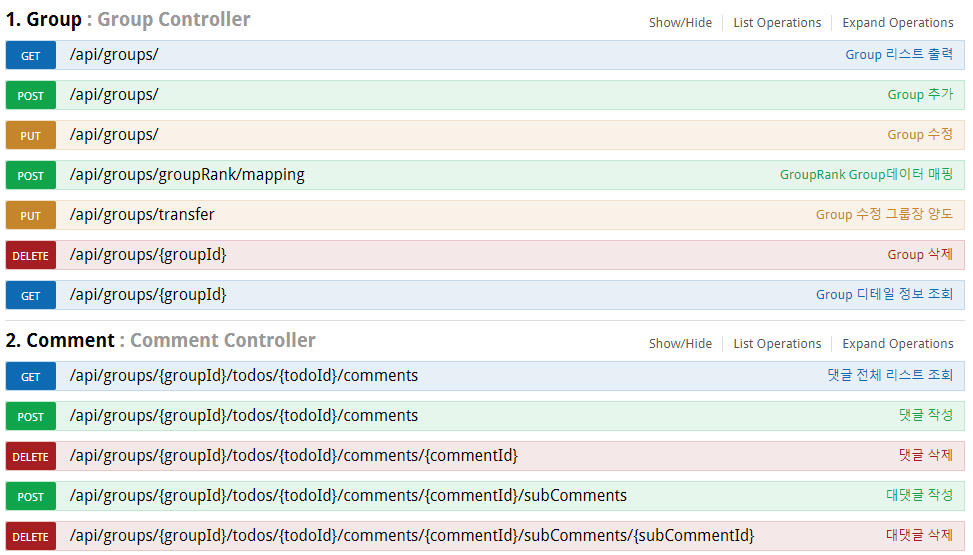 1. Group : Group Controller Show/Hide List Operations Expand Operations
GET /api/groups/ Group 리스트 출력
POST /api/groups/ Group 추가
PUT /api/groups/ Group 수정
POST /api/groups/groupRank/mapping GroupRank Group데이터 매핑
PUT /api/groups/transfer Group 수정 그룹장 양도
DELETE /api/groups/{groupId} Group 삭제
GET /api/groups/{groupId} Group 디테일 정보 조회
2. Comment : Comment Controller Show/Hide List Operations Expand Operations
GET /api/groups/{groupId}/todos/{todoId}/comments 댓글 전체 리스트 조회
POST /api/groups/{groupId}/todos/{todoId}/comments 댓글 작성
DELETE /api/groups/{groupId}/todos/{todoId}/comments/{commentId} 댓글 삭제
POST /api/groups/{groupId}/todos/{todoId}/comments/{commentId}/subComments 대댓글 작성
DELETE /api/groups/{groupId}/todos/{todoId}/comments/{commentId}/subComments/{subCommentId} 대댓글 삭제